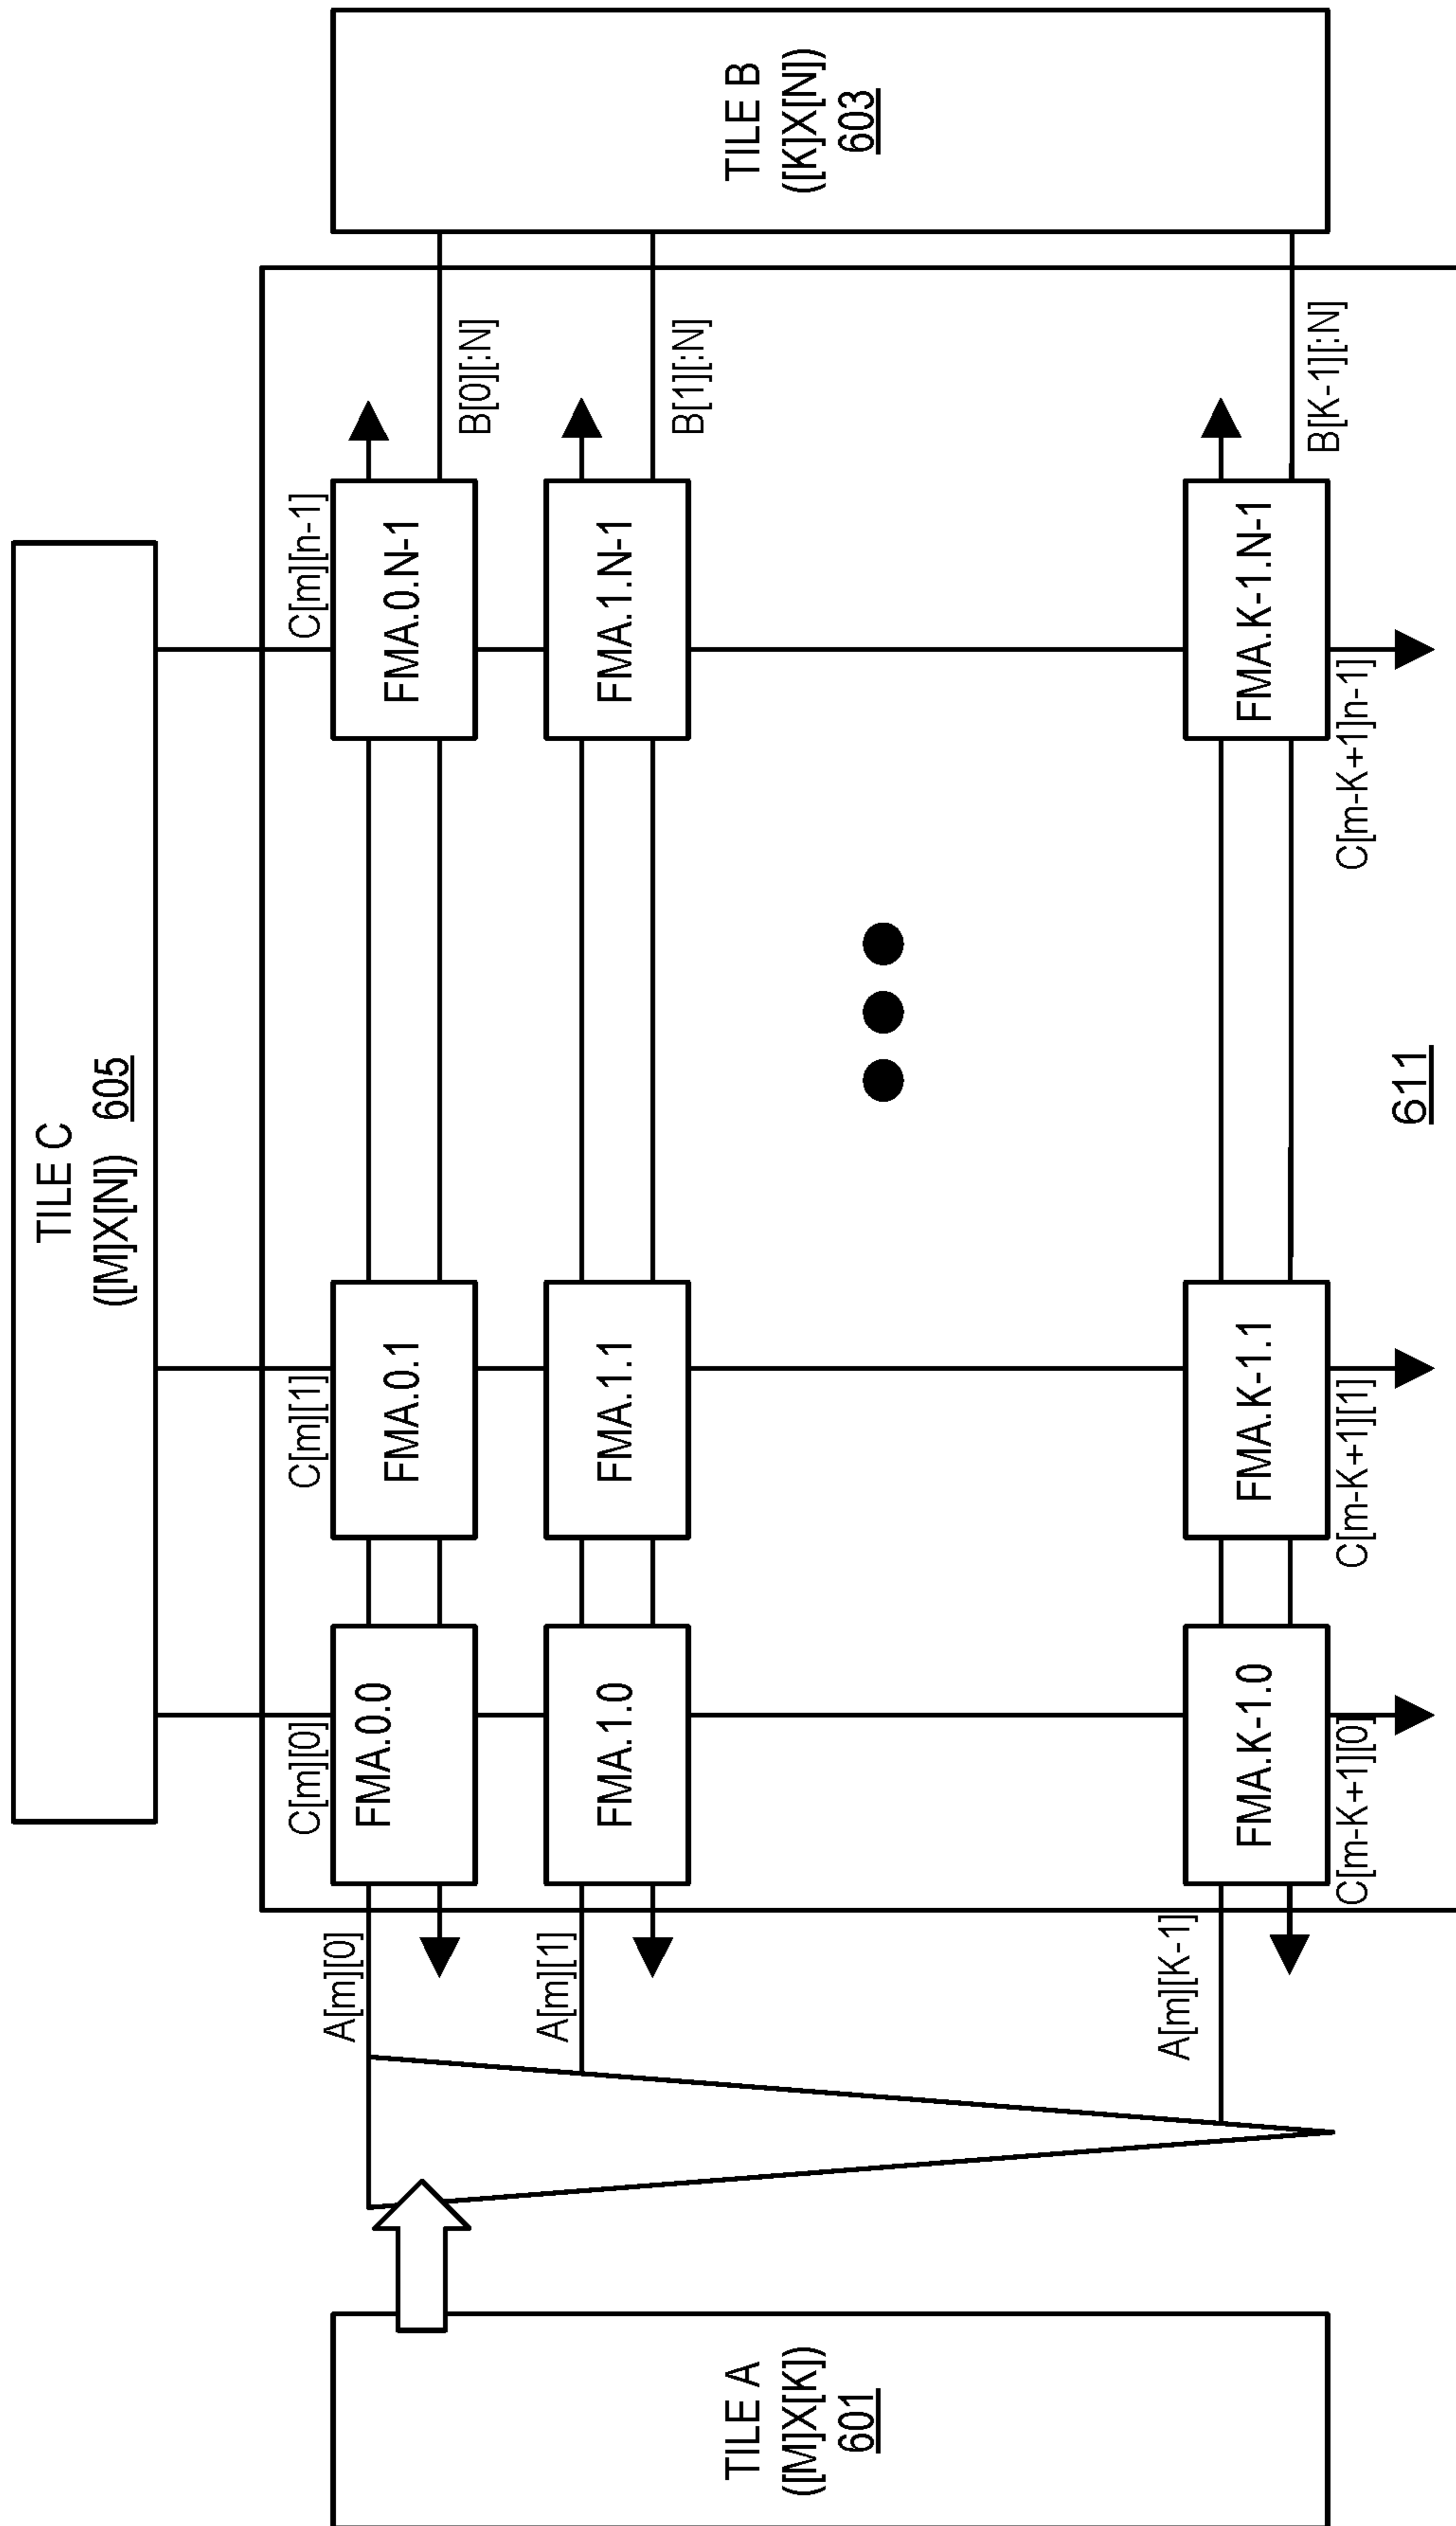 TILE C
([M]X[N]) 605
TILE A
([M]X[K])
601
TILE B
([K]X[N])
603
C[m][0]
C[m][1]
C[m][n-1]
A[m][0]
FMA.0.0
FMA.0.1
FMA.0.N-1
B[0][:N]
A[m][1]
FMA.1.0
FMA.1.1
FMA.1.N-1
B[1][:N]
A[m][K-1]
FMA.K-1.0
FMA.K-1.1
FMA.K-1.N-1
B[K-1][:N]
C[m-K+1][0]
C[m-K+1][1]
C[m-K+1]n-1]
611